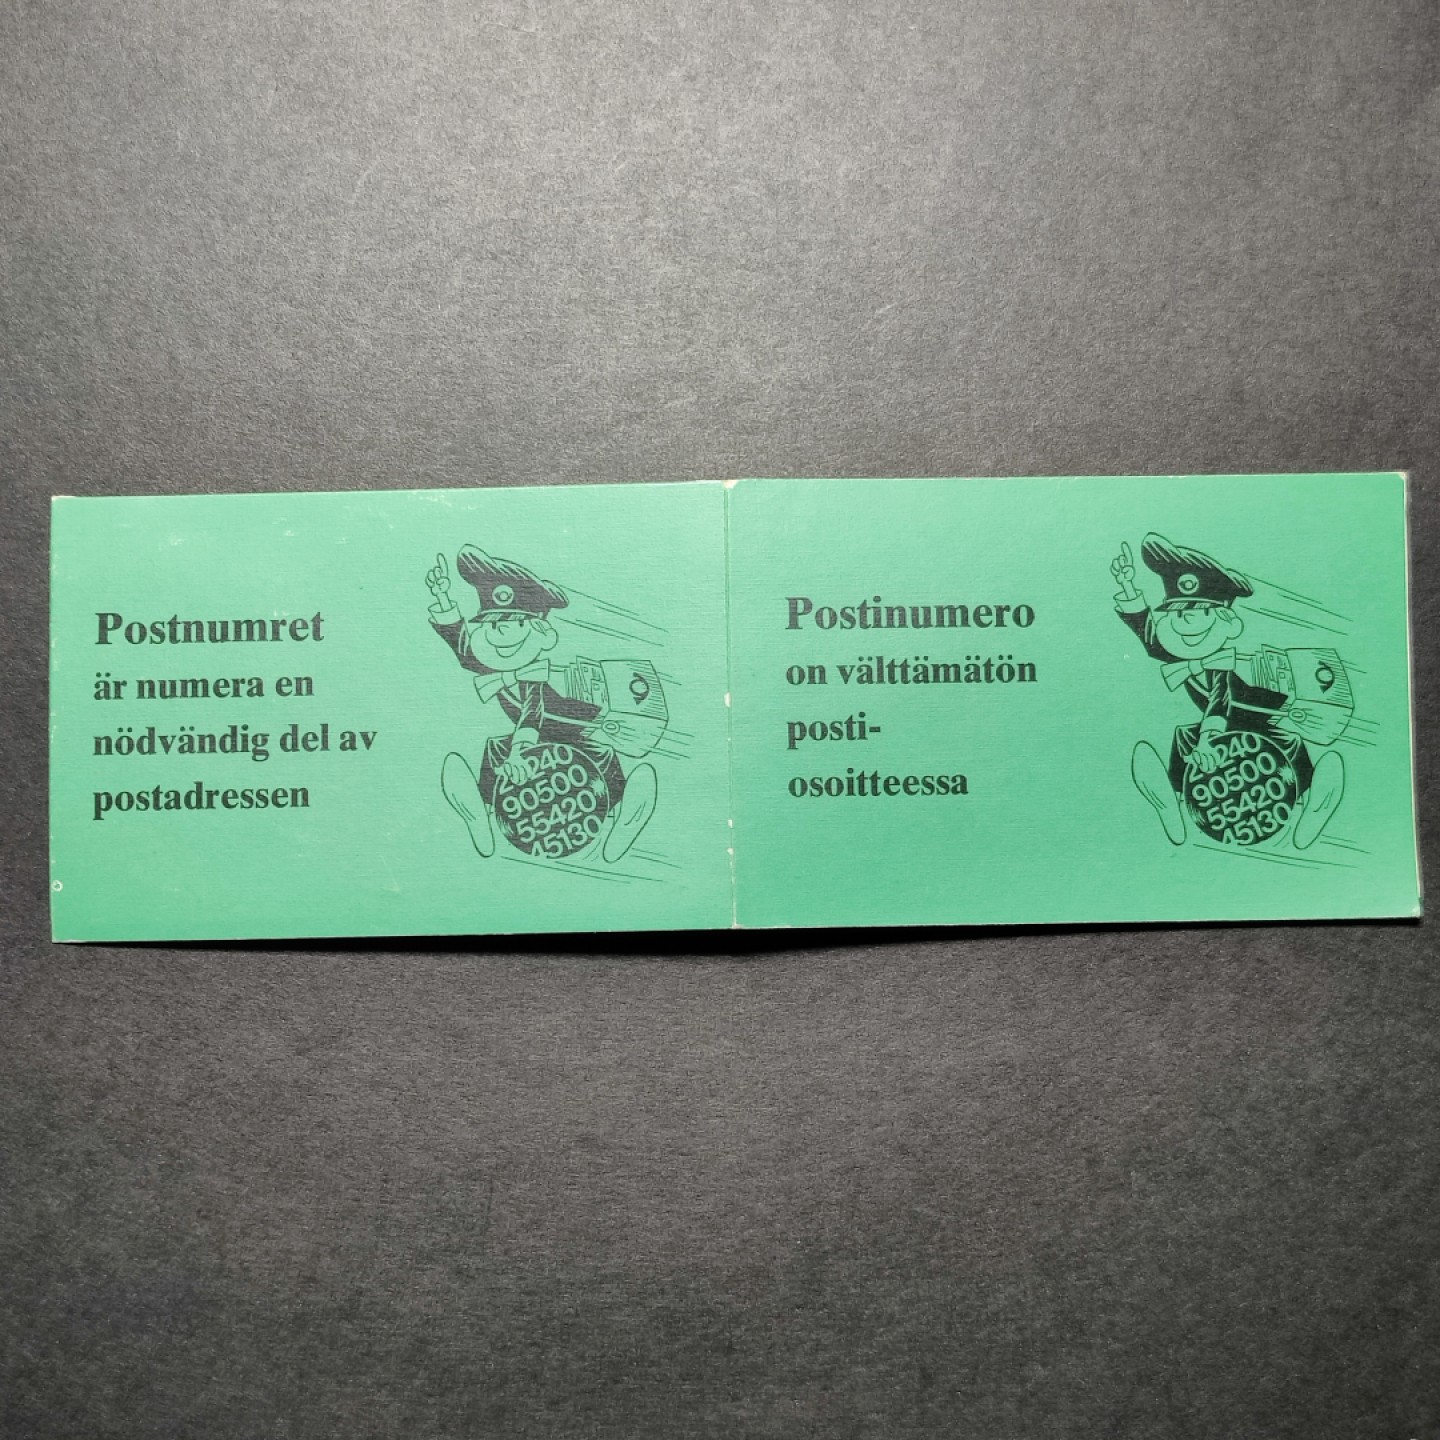 Postnumret
är numera en
nödvändig del av
postadressen
90500
55420
45130
Postinumero
on välttämätön
posti-
osoitteessa
90500
55420
45130